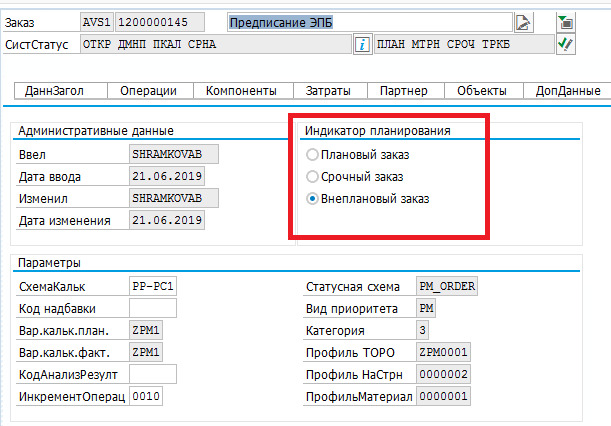 Заказ AVS1 1200000145 Предписание ЭПБ
СистСтатус ОТКР ДМНП ПКАЛ СРНА ПЛАН МТРН СРОЧ ТРКБ
ДаннЗагол Операции Компоненты Затраты Партнер Объекты ДопДанные
Административные данные
Ввел SHRAMKOVAB
Дата ввода 21.06.2019
Изменил SHRAMKOVAB
Дата изменения 21.06.2019
Индикатор планирования
Плановый заказ
Срочный заказ
Внеплановый заказ
Параметры
СхемаКальк PP-PC1
Код надбавки
Вар.кальк.план. ZPM1
Вар.кальк.факт. ZPM1
КодАнализРезулт
ИнкрементОперац 0010
Статусная схема PM_ORDER
Вид приоритета PM
Категория 3
Профиль ТОРО ZPM0001
Профиль НаСтрн 0000002
ПрофильМатериал 0000001